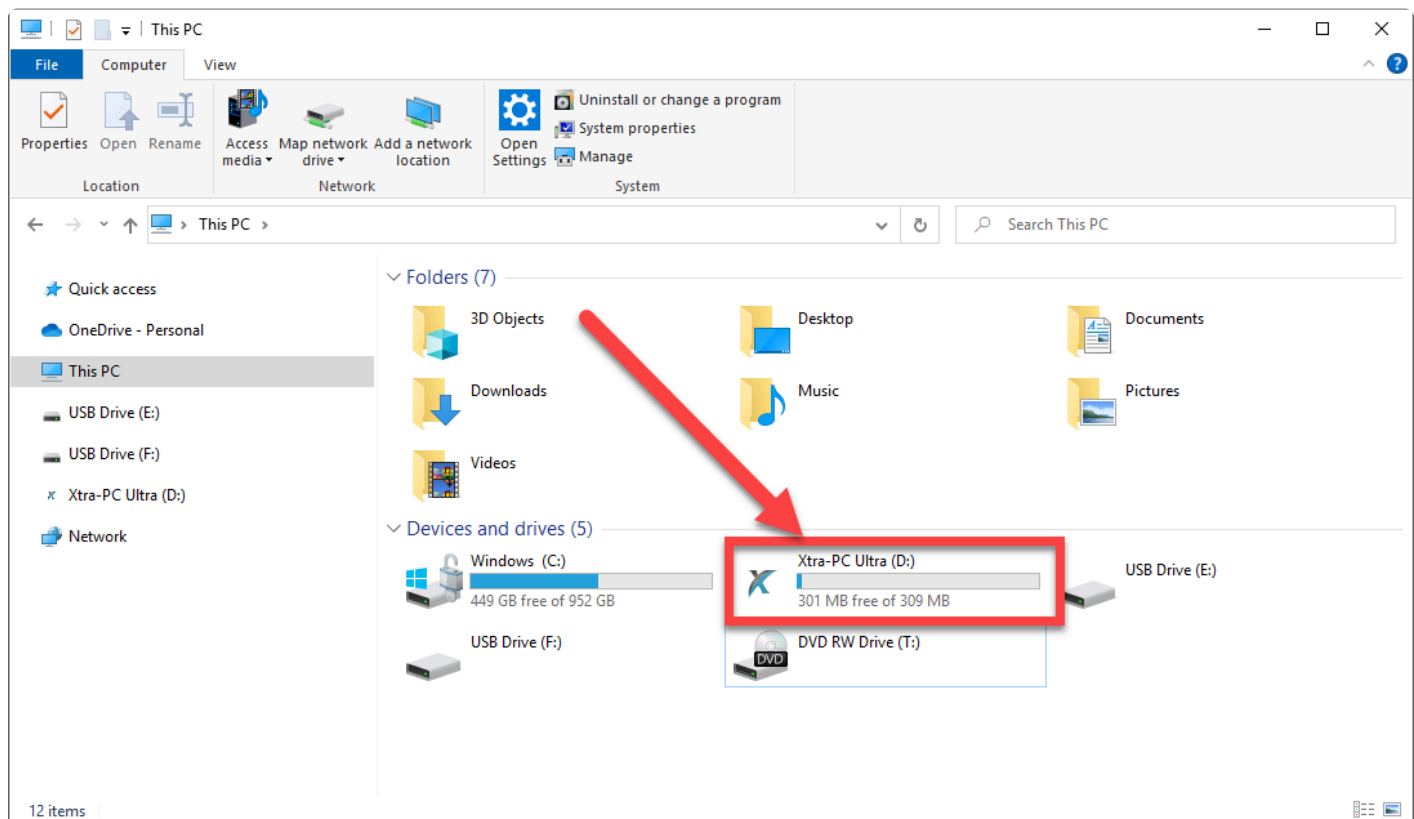 This PC
File Computer View
Properties Open Rename
Location
Access media Map network drive Add a network location
Network
Open Settings
Uninstall or change a program
System properties
Manage
System
This PC
Search This PC
Quick access
OneDrive - Personal
This PC
USB Drive (E:)
USB Drive (F:)
Xtra-PC Ultra (D:)
Network
Folders (7)
3D Objects
Desktop
Documents
Downloads
Music
Pictures
Videos
Devices and drives (5)
Windows (C:)
449 GB free of 952 GB
Xtra-PC Ultra (D:)
301 MB free of 309 MB
USB Drive (E:)
USB Drive (F:)
DVD
DVD RW Drive (T:)
12 items